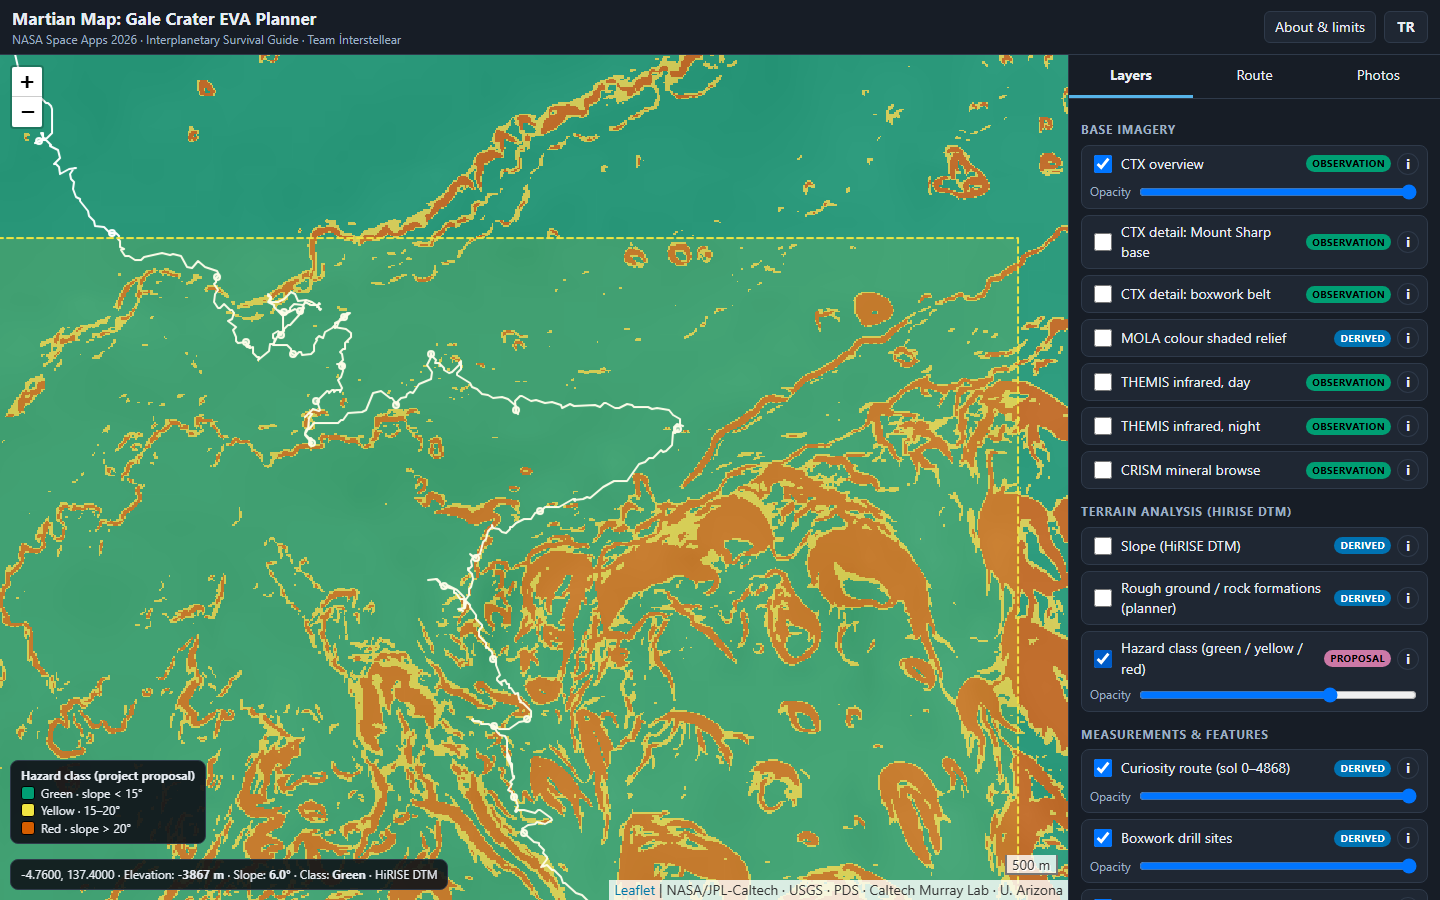 Martian Map: Gale Crater EVA Planner
NASA Space Apps 2026 · Interplanetary Survival Guide · Team İnterstellear
About & limits
TR
+
−
Layers
Route
Photos
BASE IMAGERY
CTX overview
OBSERVATION
i
Opacity
CTX detail: Mount Sharp
base
OBSERVATION
i
CTX detail: boxwork belt
OBSERVATION
i
MOLA colour shaded relief
DERIVED
i
THEMIS infrared, day
OBSERVATION
i
THEMIS infrared, night
OBSERVATION
i
CRISM mineral browse
OBSERVATION
i
TERRAIN ANALYSIS (HIRISE DTM)
Slope (HiRISE DTM)
DERIVED
i
Rough ground / rock formations
(planner)
DERIVED
i
Hazard class (green / yellow /
red)
PROPOSAL
i
Opacity
MEASUREMENTS & FEATURES
Curiosity route (sol 0–4868)
DERIVED
i
Opacity
Boxwork drill sites
DERIVED
i
Opacity
Hazard class (project proposal)
Green · slope < 15°
Yellow · 15–20°
Red · slope > 20°
-4.7600, 137.4000 · Elevation: -3867 m · Slope: 6.0° · Class: Green · HiRISE DTM
500 m
Leaflet | NASA/JPL-Caltech · USGS · PDS · Caltech Murray Lab · U. Arizona